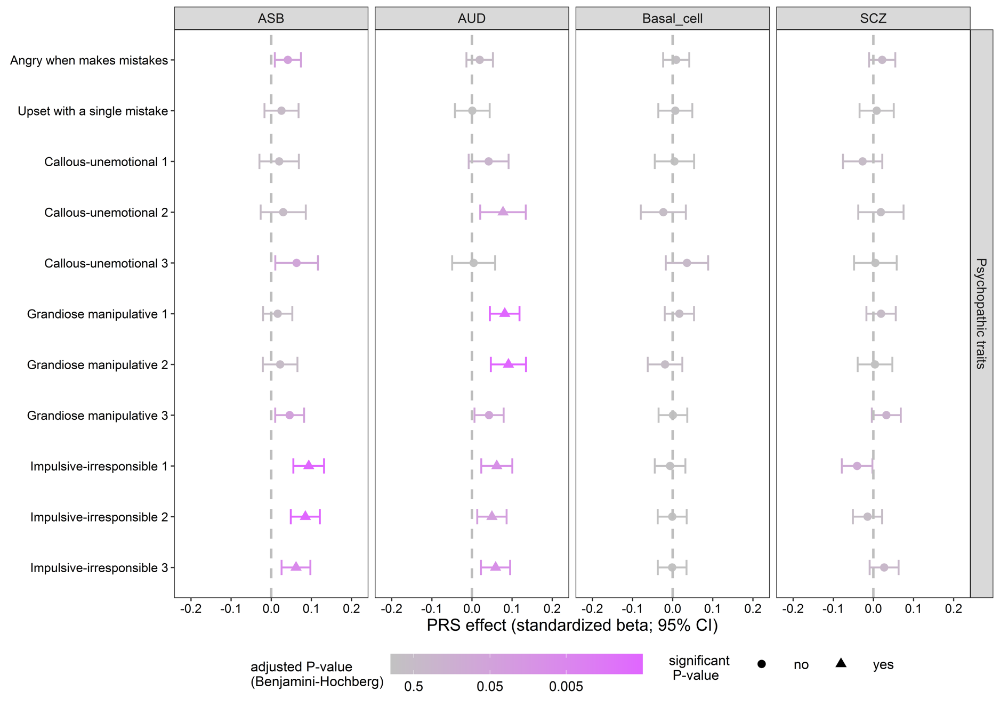 ASB AUD Basal_cell SCZ
Angry when makes mistakes
Upset with a single mistake
Callous-unemotional 1
Callous-unemotional 2
Callous-unemotional 3
Grandiose manipulative 1
Grandiose manipulative 2
Grandiose manipulative 3
Impulsive-irresponsible 1
Impulsive-irresponsible 2
Impulsive-irresponsible 3
Psychopathic traits
-0.2 -0.1 0.0 0.1 0.2 -0.2 -0.1 0.0 0.1 0.2 -0.2 -0.1 0.0 0.1 0.2 -0.2 -0.1 0.0 0.1 0.2
PRS effect (standardized beta; 95% CI)
adjusted P-value
(Benjamini-Hochberg)
0.5 0.05 0.005
significant
P-value
no yes